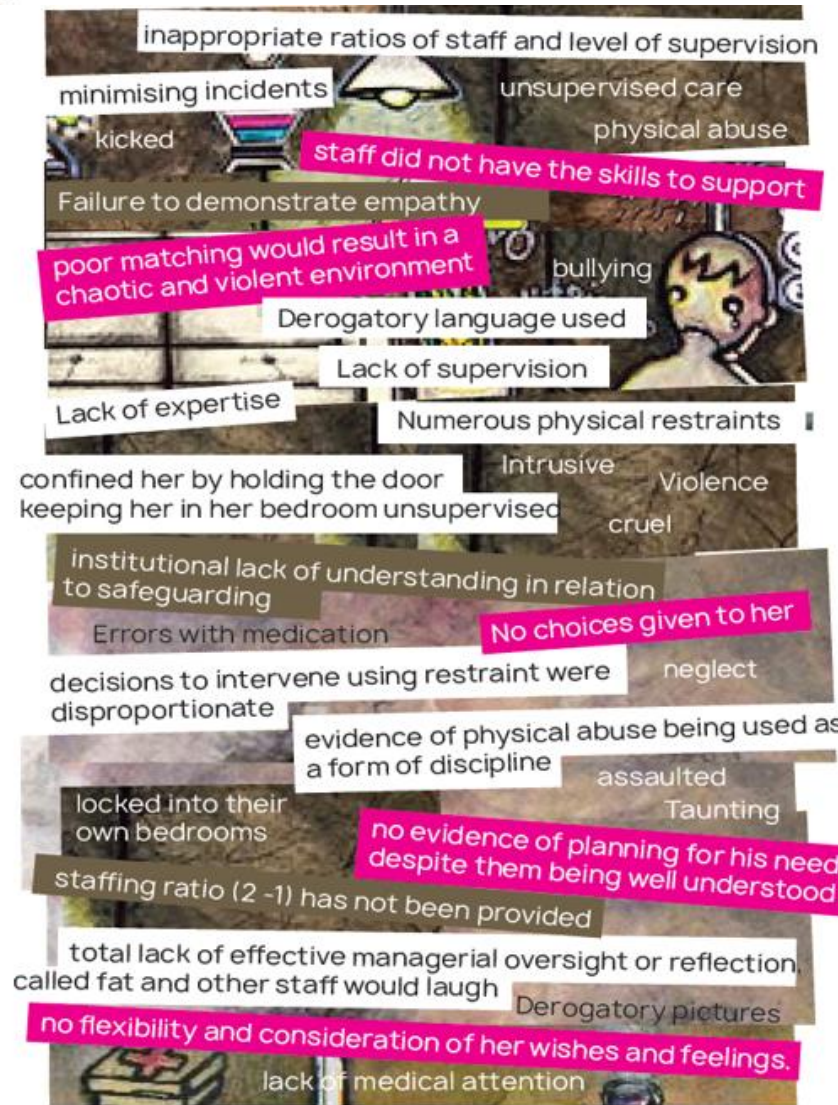 inappropriate ratios of staff and level of supervision
minimising incidents
unsupervised care
kicked
physical abuse
staff did not have the skills to support
Failure to demonstrate empathy
poor matching would result in a
chaotic and violent environment
bullying
Derogatory language used
Lack of supervision
Lack of expertise
Numerous physical restraints
confined her by holding the door
keeping her in her bedroom unsupervised
Intrusive
Violence
cruel
institutional lack of understanding in relation
to safeguarding
Errors with medication
No choices given to her
decisions to intervene using restraint were
disproportionate
neglect
evidence of physical abuse being used as
a form of discipline
assaulted
Taunting
locked into their
own bedrooms
no evidence of planning for his need
despite them being well understood
staffing ratio (2 -1) has not been provided
total lack of effective managerial oversight or reflection,
called fat and other staff would laugh
Derogatory pictures
no flexibility and consideration of her wishes and feelings.
lack of medical attention